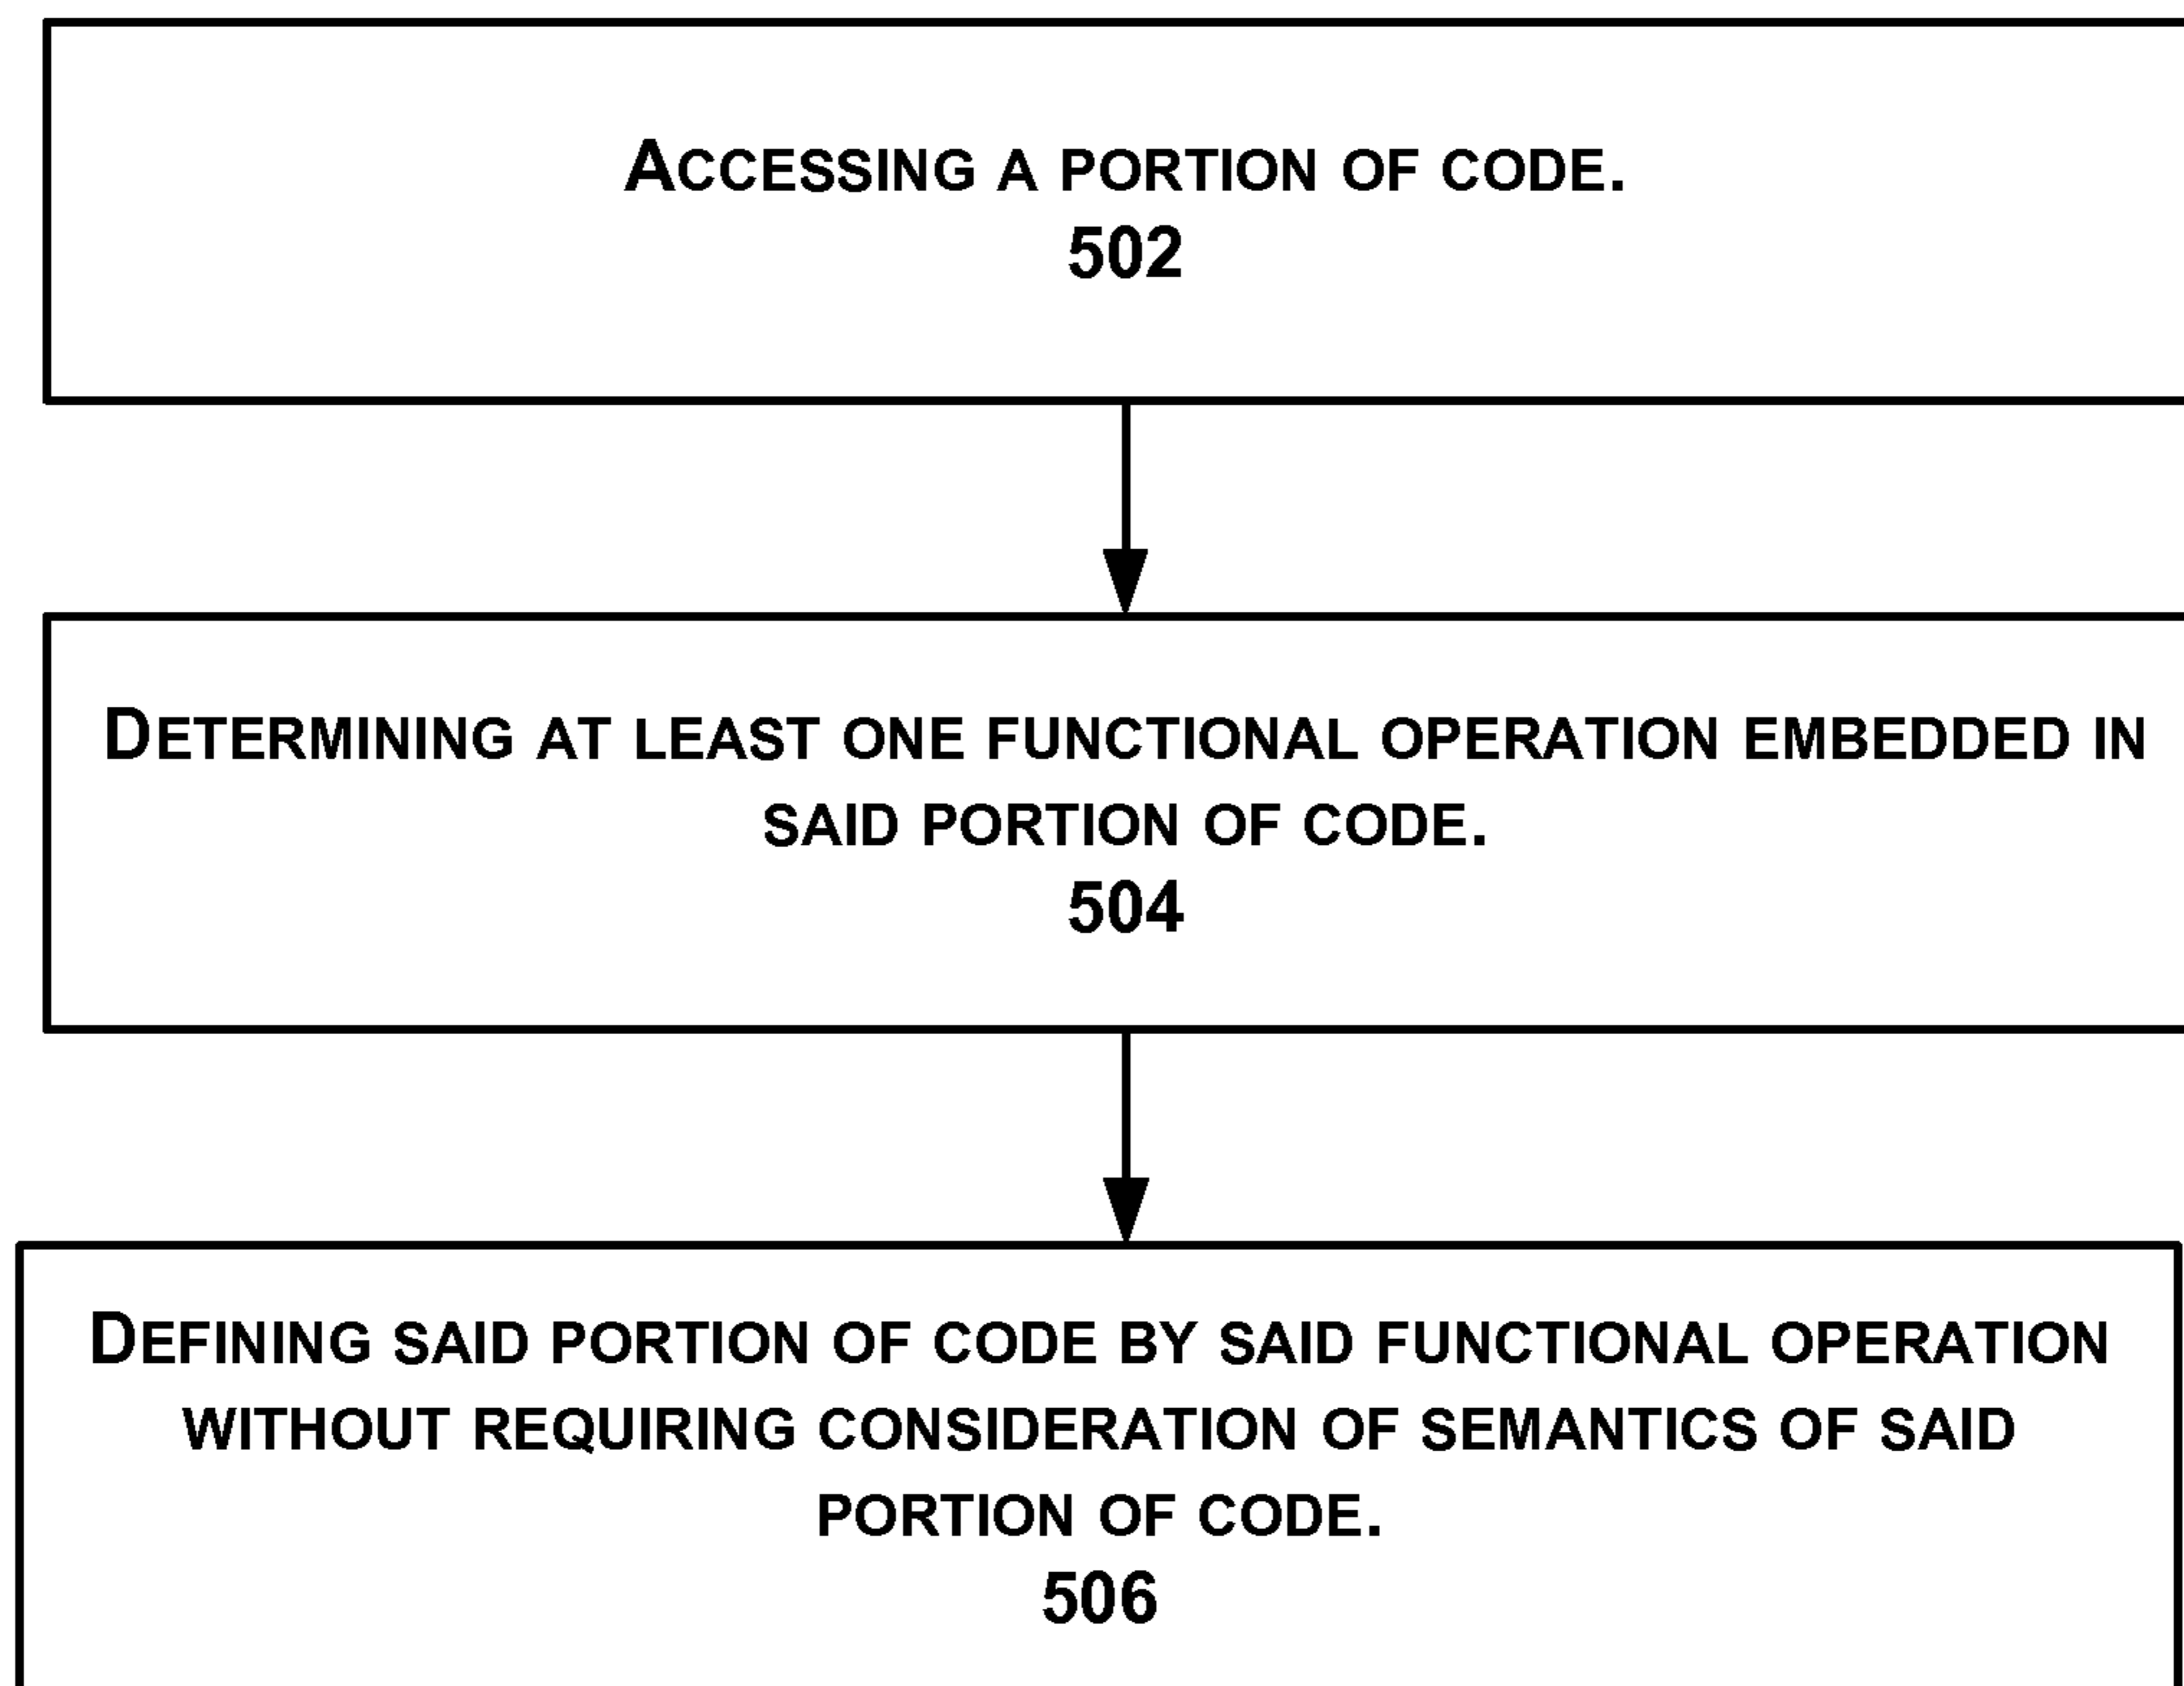 ACCESSING A PORTION OF CODE.
502
DETERMINING AT LEAST ONE FUNCTIONAL OPERATION EMBEDDED IN
SAID PORTION OF CODE.
504
DEFINING SAID PORTION OF CODE BY SAID FUNCTIONAL OPERATION
WITHOUT REQUIRING CONSIDERATION OF SEMANTICS OF SAID
PORTION OF CODE.
506